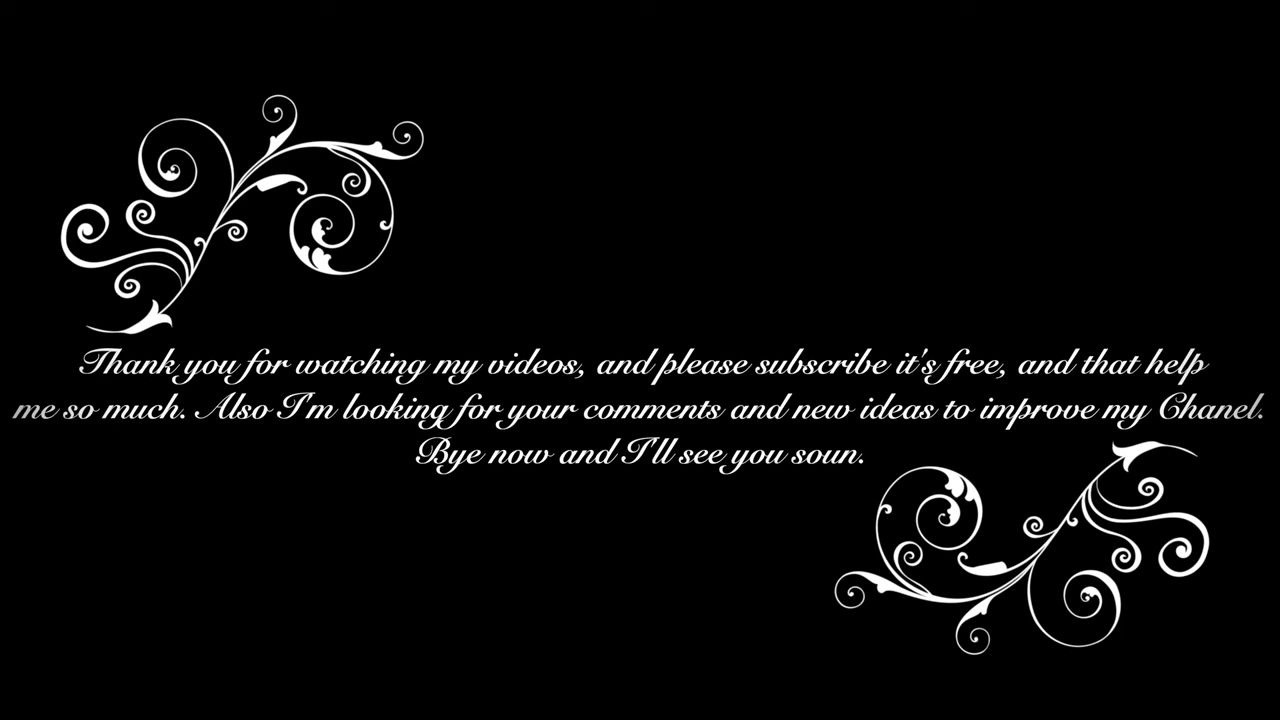 Thank you for watching my videos, and please subscribe it's free, and that help
me so much. Also I'm looking for your comments and new ideas to improve my Chanel.
Bye now and I'll see you soun.